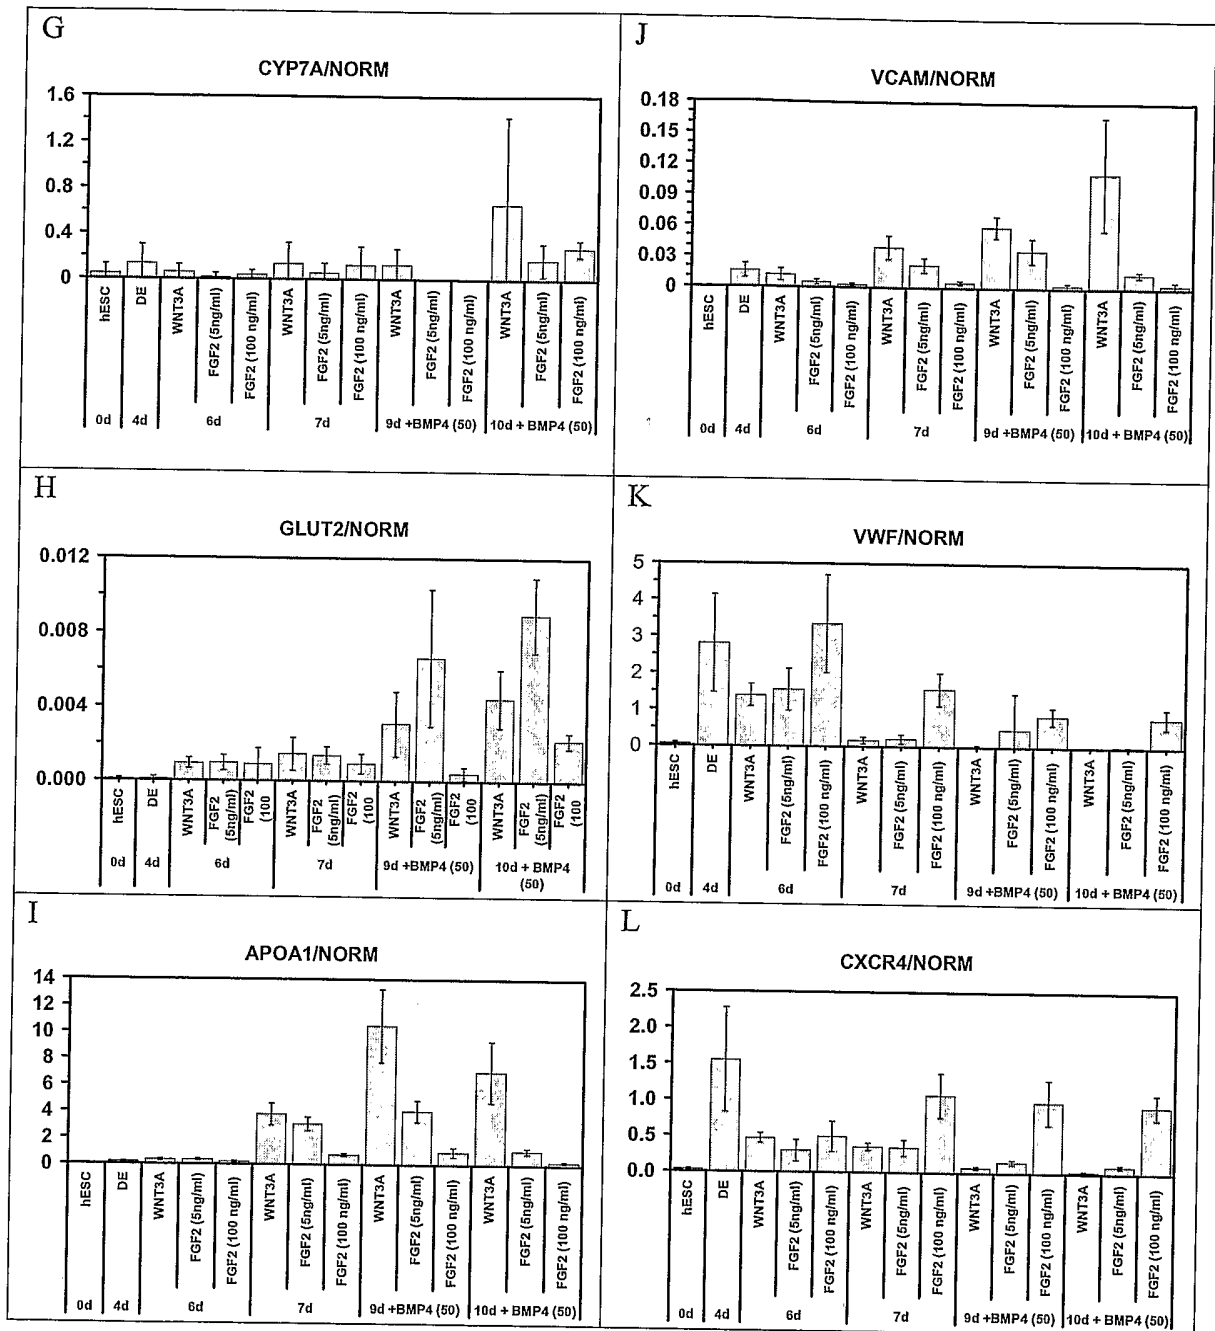 G
CYP7A/NORM
1.6
1.2
0.8
0.4
0
hESC
DE
WNT3A
FGF2 (5ng/ml)
FGF2 (100 ng/ml)
WNT3A
FGF2 (5ng/ml)
FGF2 (100 ng/ml)
WNT3A
FGF2 (5ng/ml)
FGF2 (100 ng/ml)
WNT3A
FGF2 (5ng/ml)
FGF2 (100 ng/ml)
0d 4d 6d 7d 9d +BMP4 (50) 10d + BMP4 (50)
J
VCAM/NORM
0.18
0.15
0.12
0.09
0.06
0.03
0
hESC
DE
WNT3A
FGF2 (5ng/ml)
FGF2 (100 ng/ml)
WNT3A
FGF2 (5ng/ml)
FGF2 (100 ng/ml)
WNT3A
FGF2 (5ng/ml)
FGF2 (100 ng/ml)
WNT3A
FGF2 (5ng/ml)
FGF2 (100 ng/ml)
0d 4d 6d 7d 9d +BMP4 (50) 10d + BMP4 (50)
H
GLUT2/NORM
0.012
0.008
0.004
0.000
hESC
DE
WNT3A
FGF2
(5ng/ml)
FGF2
(100
WNT3A
FGF2
(5ng/ml)
FGF2
(100
WNT3A
FGF2
(5ng/ml)
FGF2
(100
WNT3A
FGF2
(5ng/ml)
FGF2
(100
0d 4d 6d 7d 9d +BMP4 (50) 10d + BMP4
(50)
K
VWF/NORM
5
4
3
2
1
0
hESC
DE
WNT3A
FGF2 (5ng/ml)
FGF2 (100 ng/ml)
WNT3A
FGF2 (5ng/ml)
FGF2 (100 ng/ml)
WNT3A
FGF2 (5ng/ml)
FGF2 (100 ng/ml)
WNT3A
FGF2 (5ng/ml)
FGF2 (100 ng/ml)
0d 4d 6d 7d 9d +BMP4 (50) 10d + BMP4 (50)
I
APOA1/NORM
14
12
10
8
6
4
2
0
hESC
DE
WNT3A
FGF2 (5ng/ml)
FGF2 (100 ng/ml)
WNT3A
FGF2 (5ng/ml)
FGF2 (100 ng/ml)
WNT3A
FGF2 (5ng/ml)
FGF2 (100 ng/ml)
WNT3A
FGF2 (5ng/ml)
FGF2 (100 ng/ml)
0d 4d 6d 7d 9d +BMP4 (50) 10d + BMP4 (50)
L
CXCR4/NORM
2.5
2.0
1.5
1.0
0.5
0.0
hESC
DE
WNT3A
FGF2 (5ng/ml)
FGF2 (100 ng/ml)
WNT3A
FGF2 (5ng/ml)
FGF2 (100 ng/ml)
WNT3A
FGF2 (5ng/ml)
FGF2 (100 ng/ml)
WNT3A
FGF2 (5ng/ml)
FGF2 (100 ng/ml)
0d 4d 6d 7d 9d +BMP4 (50) 10d + BMP4 (50)